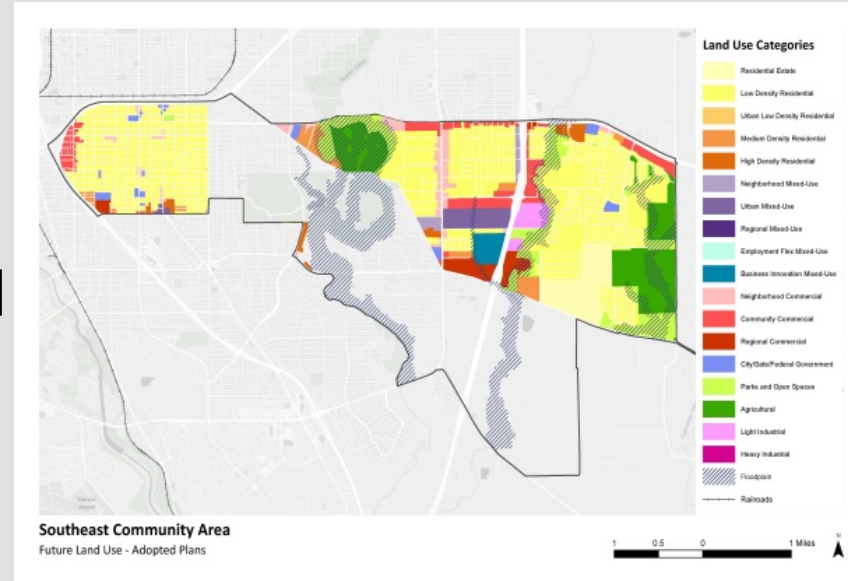 Land Use Categories
Residential Estate
Low Density Residential
Urban Low Density Residential
Medium Density Residential
High Density Residential
Neighborhood Mixed-Use
Urban Mixed-Use
Regional Mixed-Use
Employment Flex Mixed-Use
Business Innovation Mixed-Use
Neighborhood Commercial
Community Commercial
Regional Commercial
City/State/Federal Government
Parks and Open Spaces
Agricultural
Light Industrial
Heavy Industrial
Floodplain
Railroads
Southeast Community Area
Future Land Use - Adopted Plans
1 0.5 0 1 Miles
N